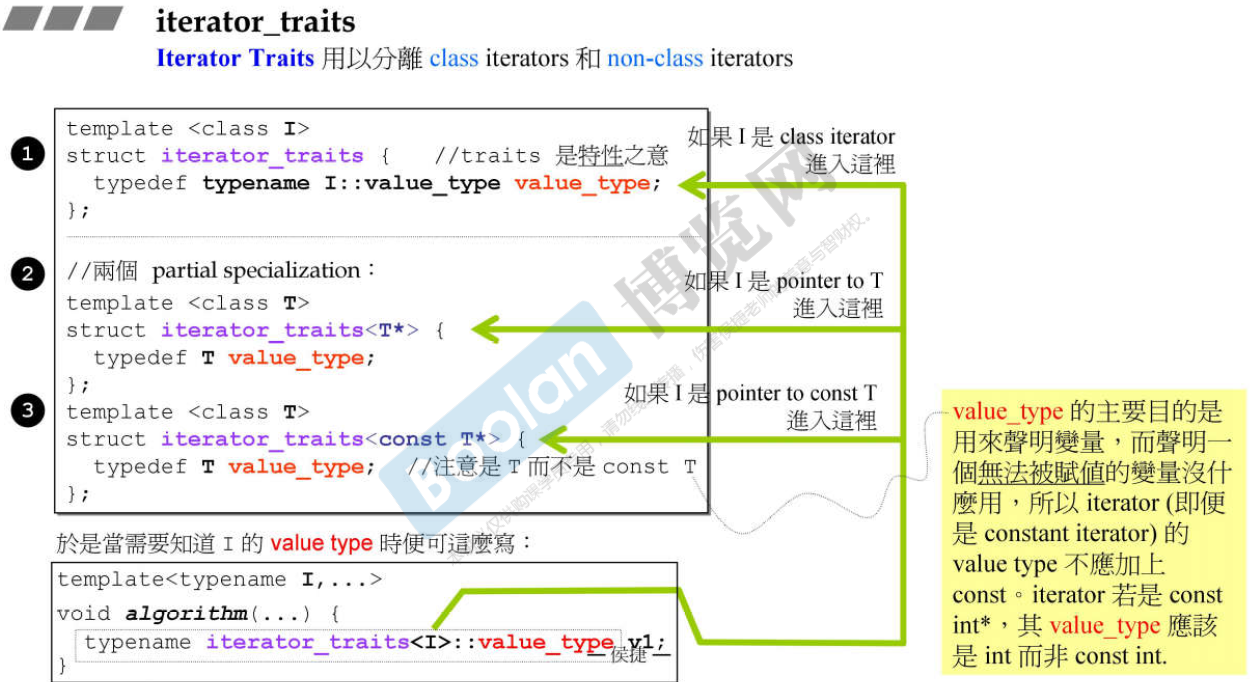 iterator_traits
Iterator Traits 用以分離 class iterators 和 non-class iterators
1
template <class I>
struct iterator_traits { //traits 是特性之意
typedef typename I::value_type value_type;
};
如果 I 是 class iterator
進入這裡
2
//兩個 partial specialization：
template <class T>
struct iterator_traits<T*> {
typedef T value_type;
};
如果 I 是 pointer to T
進入這裡
3
template <class T>
struct iterator_traits<const T*> {
typedef T value_type; //注意是 T 而不是 const T
};
如果 I 是 pointer to const T
進入這裡
value_type 的主要目的是
用來聲明變量，而聲明一
個無法被賦值的變量沒什
麼用，所以 iterator (即便
是 constant iterator) 的
value type 不應加上
const。iterator 若是 const
int*，其 value_type 應該
是 int 而非 const int.
於是當需要知道 I 的 value type 時便可這麼寫：
template<typename I,...>
void algorithm(...) {
typename iterator_traits<I>::value_type v1;
}
— 侯捷 —
Boolan
博览网